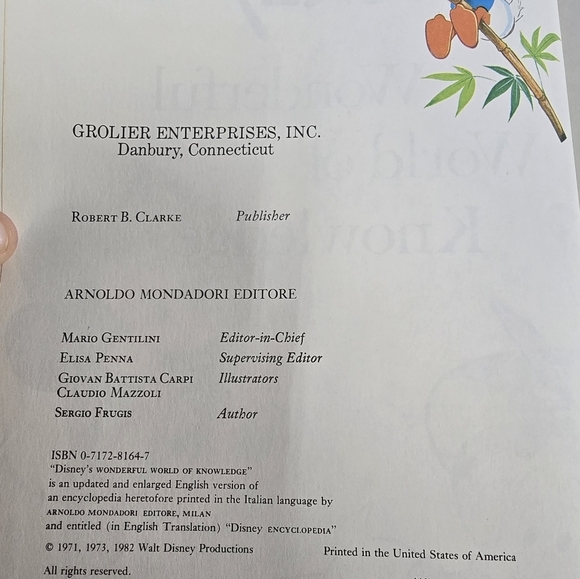 GROLIER ENTERPRISES, INC.
Danbury, Connecticut
ROBERT B. CLARKE Publisher
ARNOLDO MONDADORI EDITORE
MARIO GENTILINI Editor-in-Chief
ELISA PENNA Supervising Editor
GIOVAN BATTISTA CARPI Illustrators
CLAUDIO MAZZOLI
SERGIO FRUGIS Author
ISBN 0-7172-8164-7
"Disney's WONDERFUL WORLD OF KNOWLEDGE"
is an updated and enlarged English version of
an encyclopedia heretofore printed in the Italian language by
ARNOLDO MONDADORI EDITORE, MILAN
and entitled (in English Translation) "Disney ENCYCLOPEDIA"
© 1971, 1973, 1982 Walt Disney Productions Printed in the United States of America
All rights reserved.